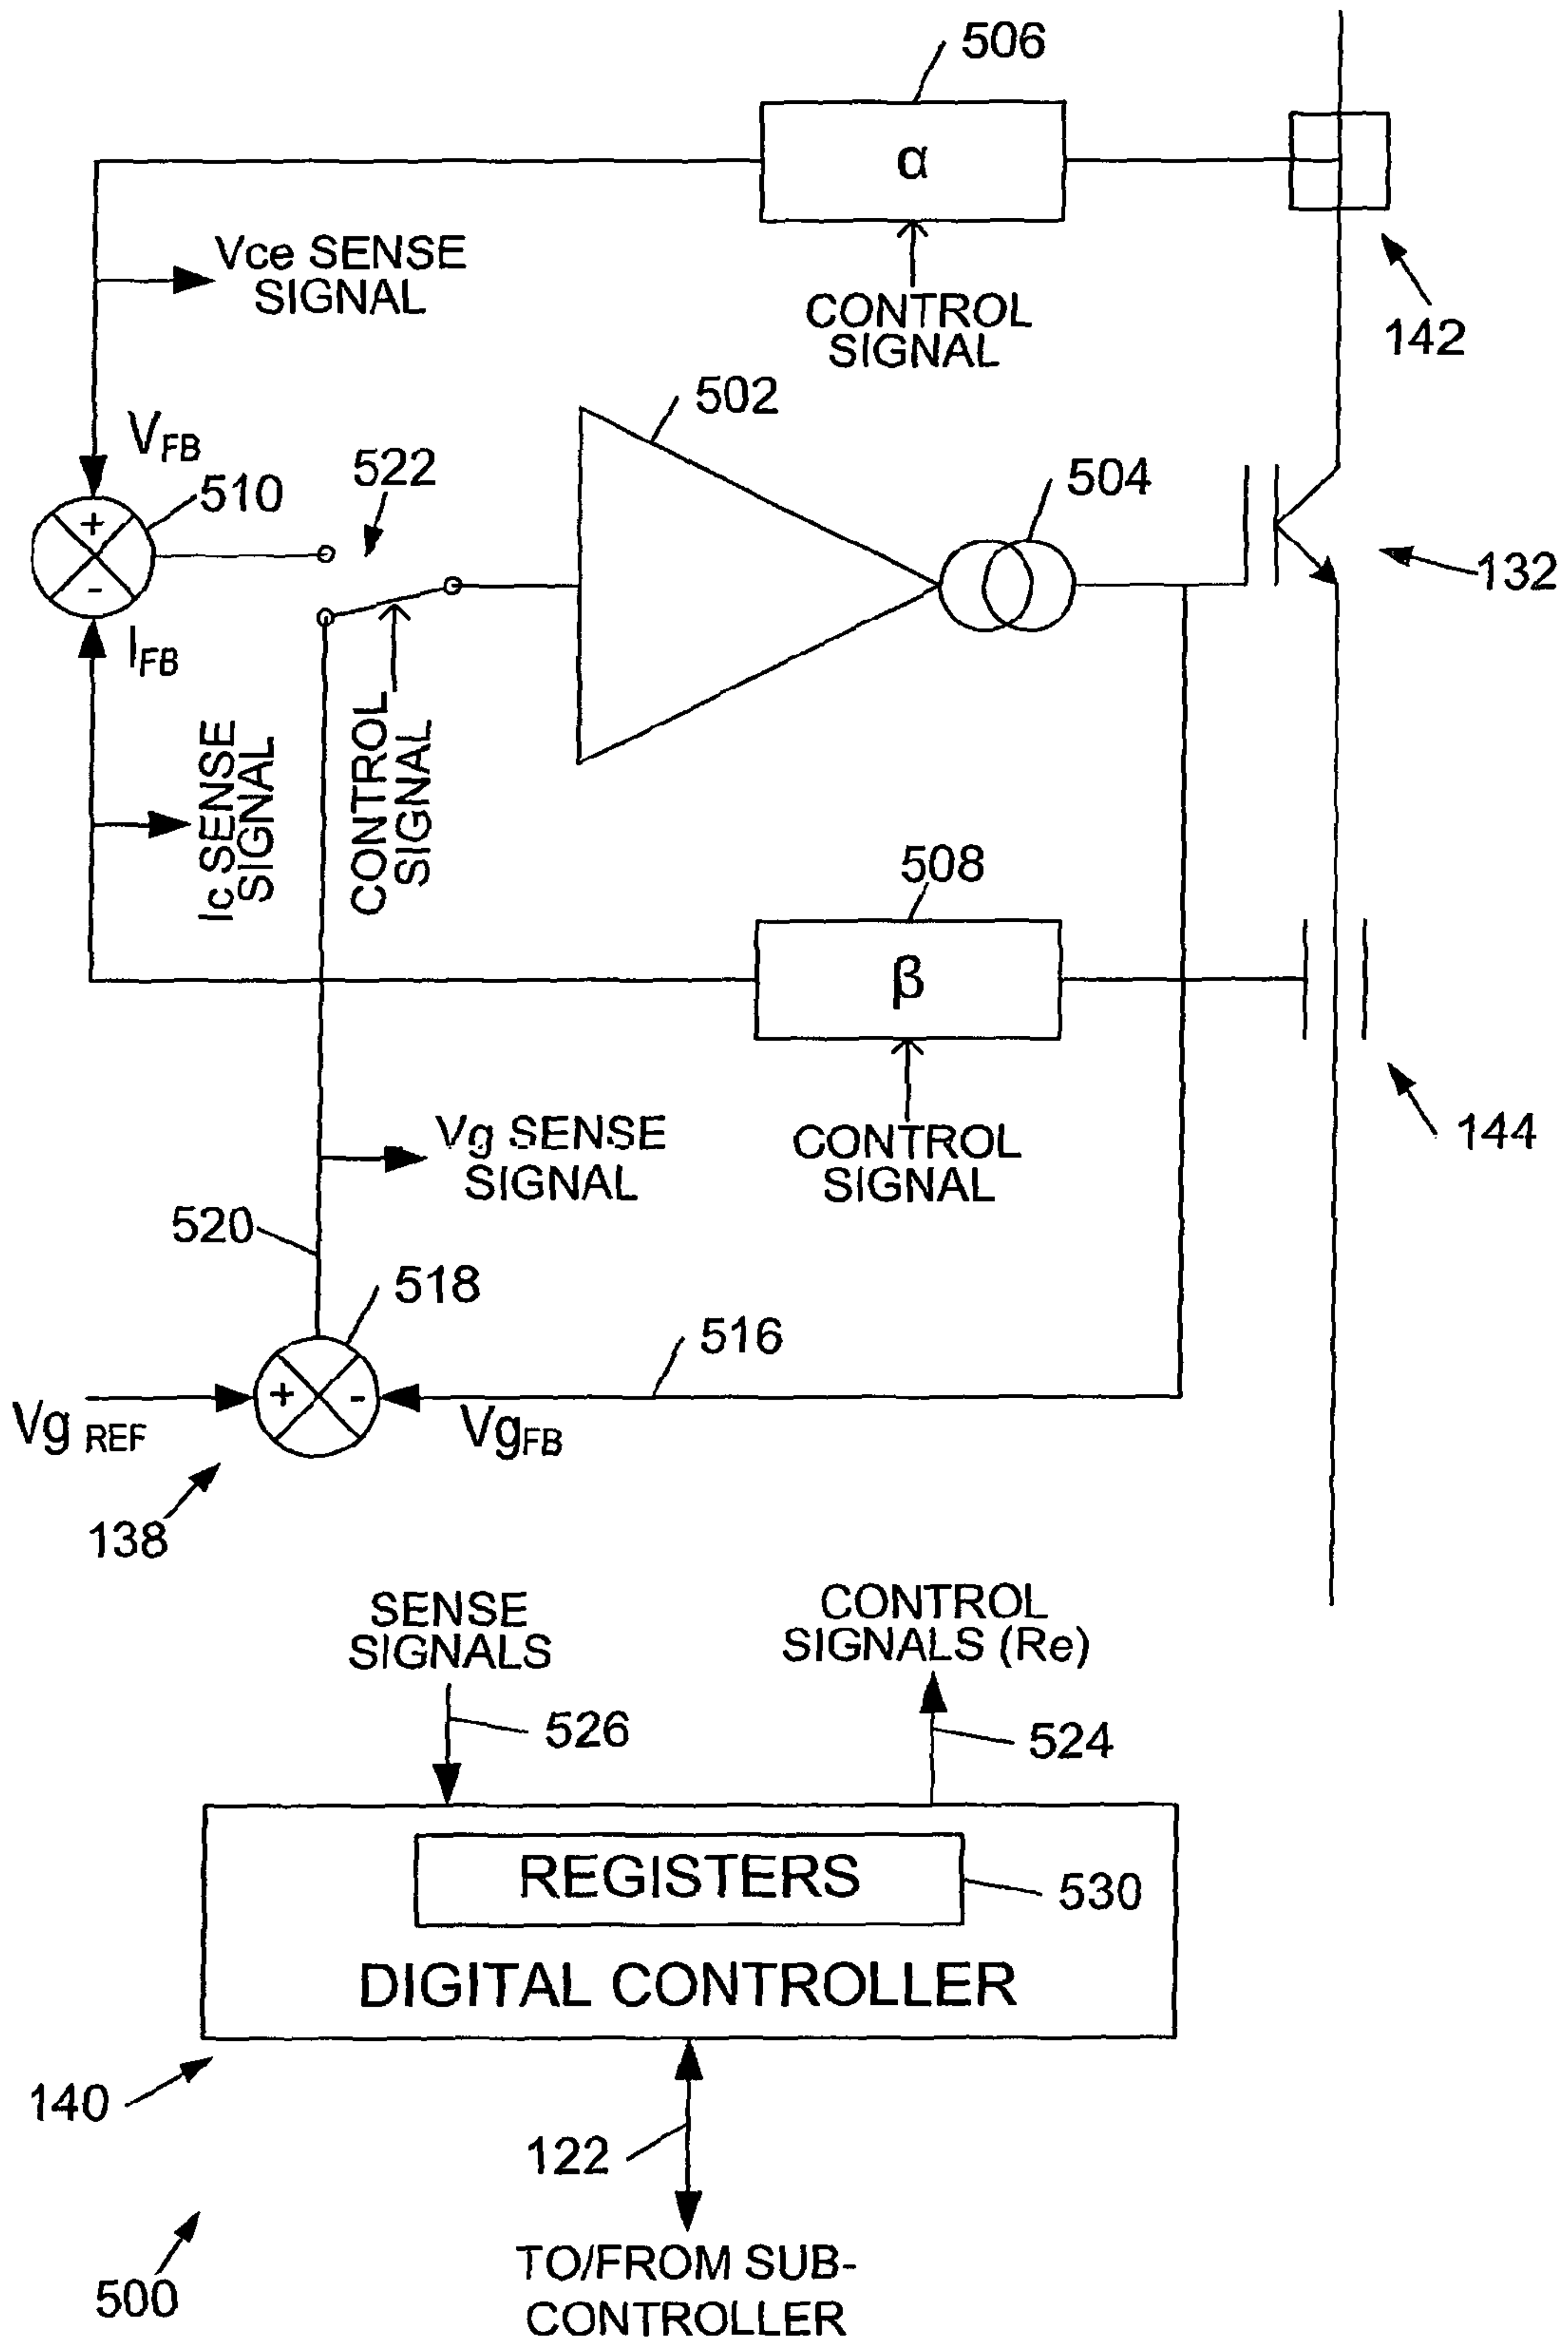 506
α
Vce SENSE
SIGNAL
CONTROL
SIGNAL
142
502
VFB
522
504
510
+
-
132
IFB
Ic SENSE
SIGNAL
CONTROL
SIGNAL
508
β
Vg SENSE
SIGNAL
CONTROL
SIGNAL
144
520
518
516
+
-
Vg REF
VgFB
138
SENSE
SIGNALS
CONTROL
SIGNALS (Re)
526
524
REGISTERS
530
DIGITAL CONTROLLER
140
122
500
TO/FROM SUB-
CONTROLLER